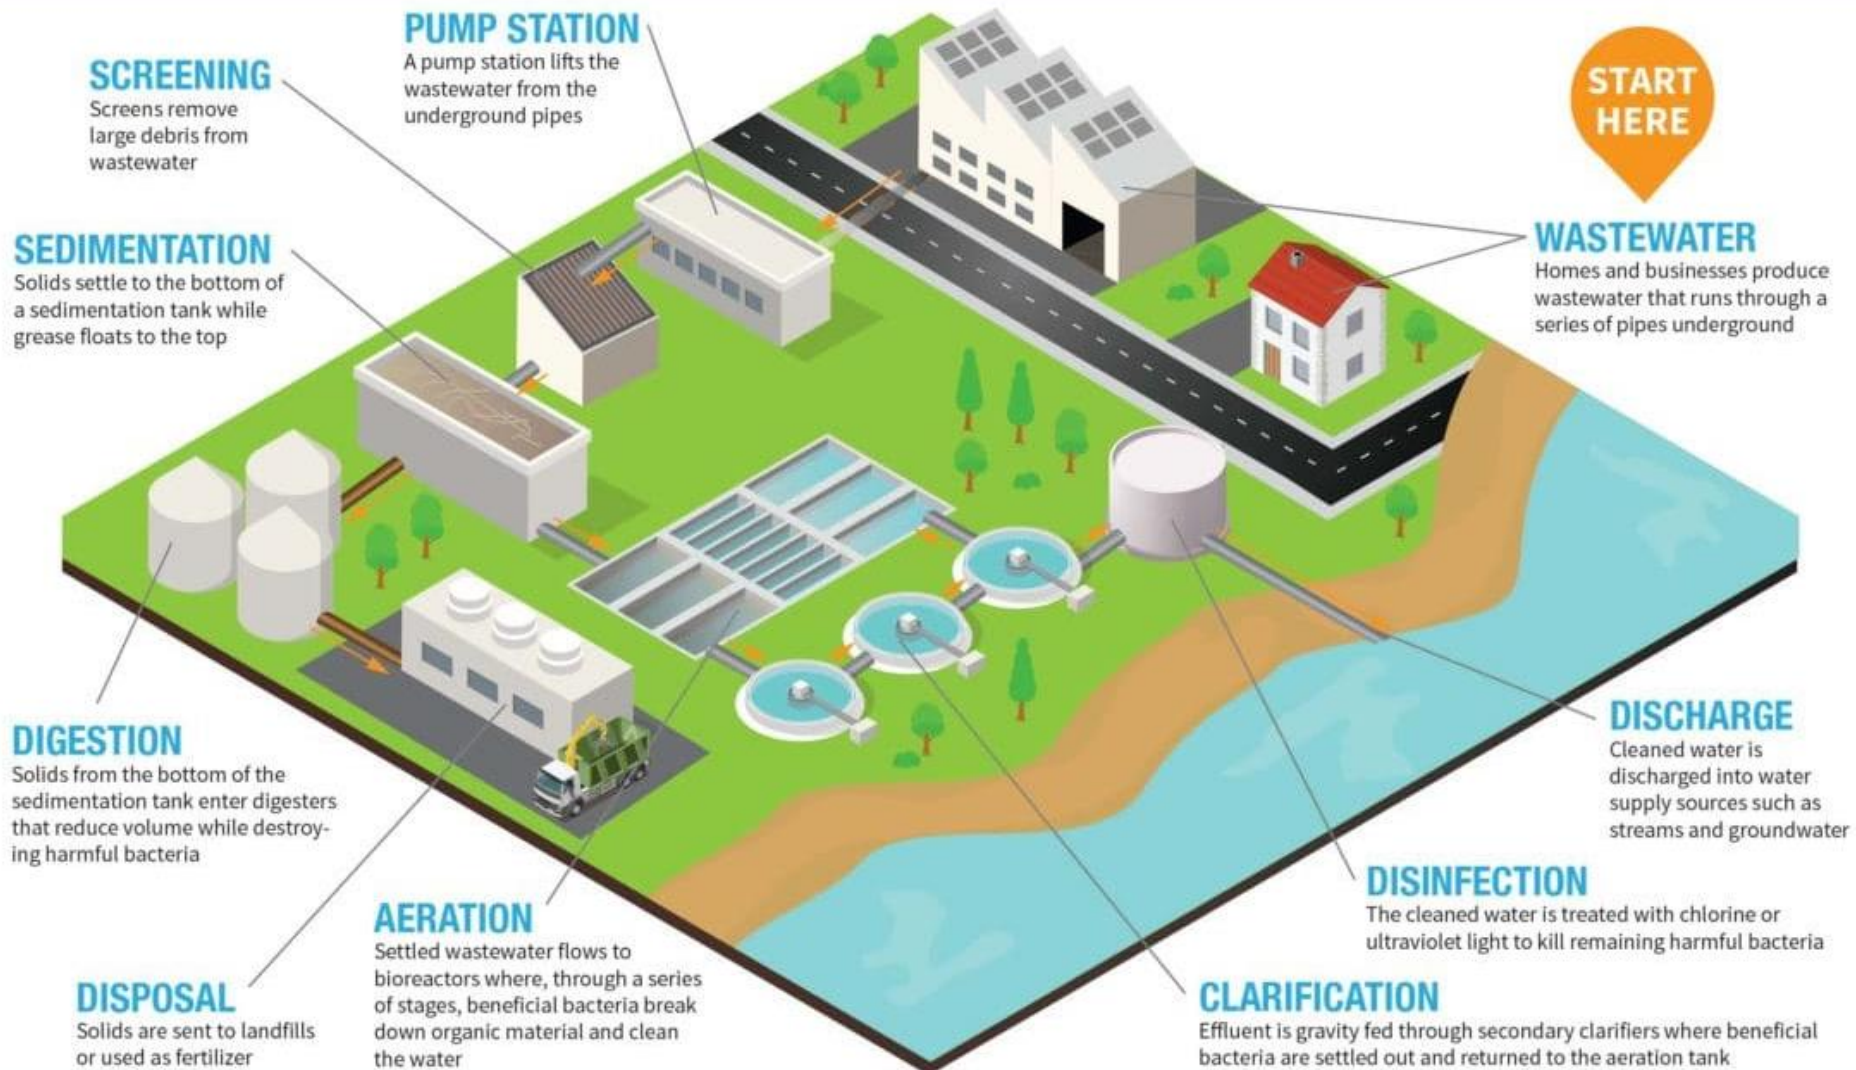 START
HERE
WASTEWATER
Homes and businesses produce
wastewater that runs through a
series of pipes underground
PUMP STATION
A pump station lifts the
wastewater from the
underground pipes
SCREENING
Screens remove
large debris from
wastewater
SEDIMENTATION
Solids settle to the bottom of
a sedimentation tank while
grease floats to the top
DIGESTION
Solids from the bottom of the
sedimentation tank enter digesters
that reduce volume while destroy-
ing harmful bacteria
DISPOSAL
Solids are sent to landfills
or used as fertilizer
AERATION
Settled wastewater flows to
bioreactors where, through a series
of stages, beneficial bacteria break
down organic material and clean
the water
CLARIFICATION
Effluent is gravity fed through secondary clarifiers where beneficial
bacteria are settled out and returned to the aeration tank
DISINFECTION
The cleaned water is treated with chlorine or
ultraviolet light to kill remaining harmful bacteria
DISCHARGE
Cleaned water is
discharged into water
supply sources such as
streams and groundwater